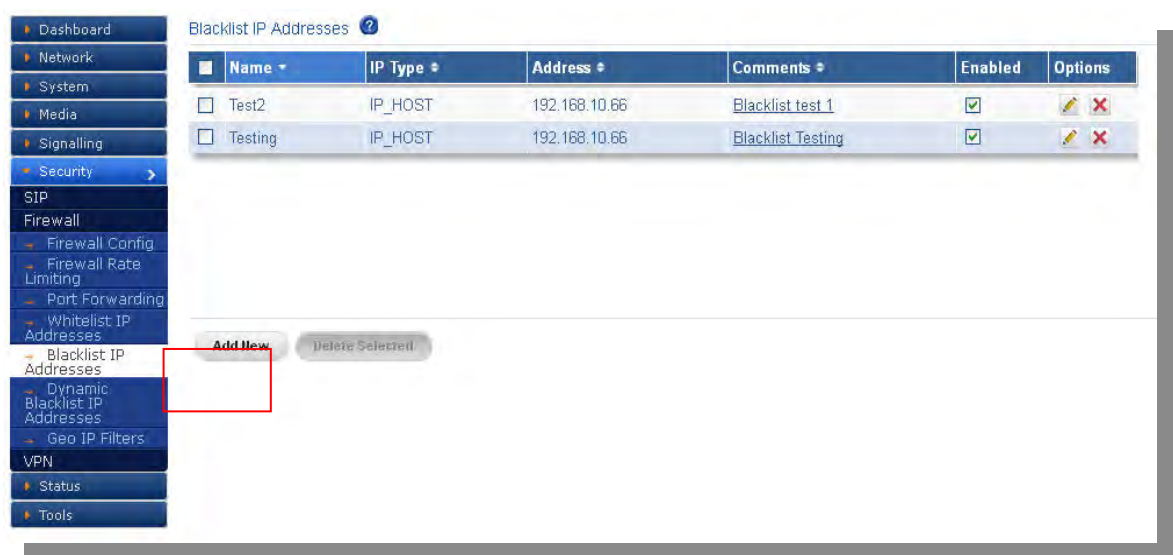 Dashboard
Network
System
Media
Signalling
Security
SIP
Firewall
Firewall Config
Firewall Rate
Limiting
Port Forwarding
Whitelist IP
Addresses
Blacklist IP
Addresses
Dynamic
Blacklist IP
Addresses
Geo IP Filters
VPN
Status
Tools
Blacklist IP Addresses ?
Name IP Type Address Comments Enabled Options
Test2 IP_HOST 192.168.10.66 Blacklist test 1
Testing IP_HOST 192.168.10.66 Blacklist Testing
Add New Delete Selected